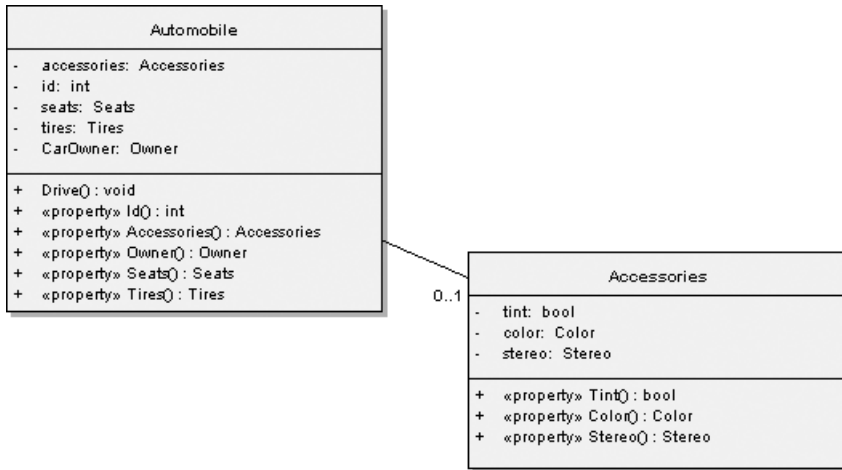 Automobile
- accessories: Accessories
- id: int
- seats: Seats
- tires: Tires
- CarOwner: Owner
+ Drive() : void
+ «property» Id() : int
+ «property» Accessories() : Accessories
+ «property» Owner() : Owner
+ «property» Seats() : Seats
+ «property» Tires() : Tires
0..1
Accessories
- tint: bool
- color: Color
- stereo: Stereo
+ «property» Tint() : bool
+ «property» Color() : Color
+ «property» Stereo() : Stereo